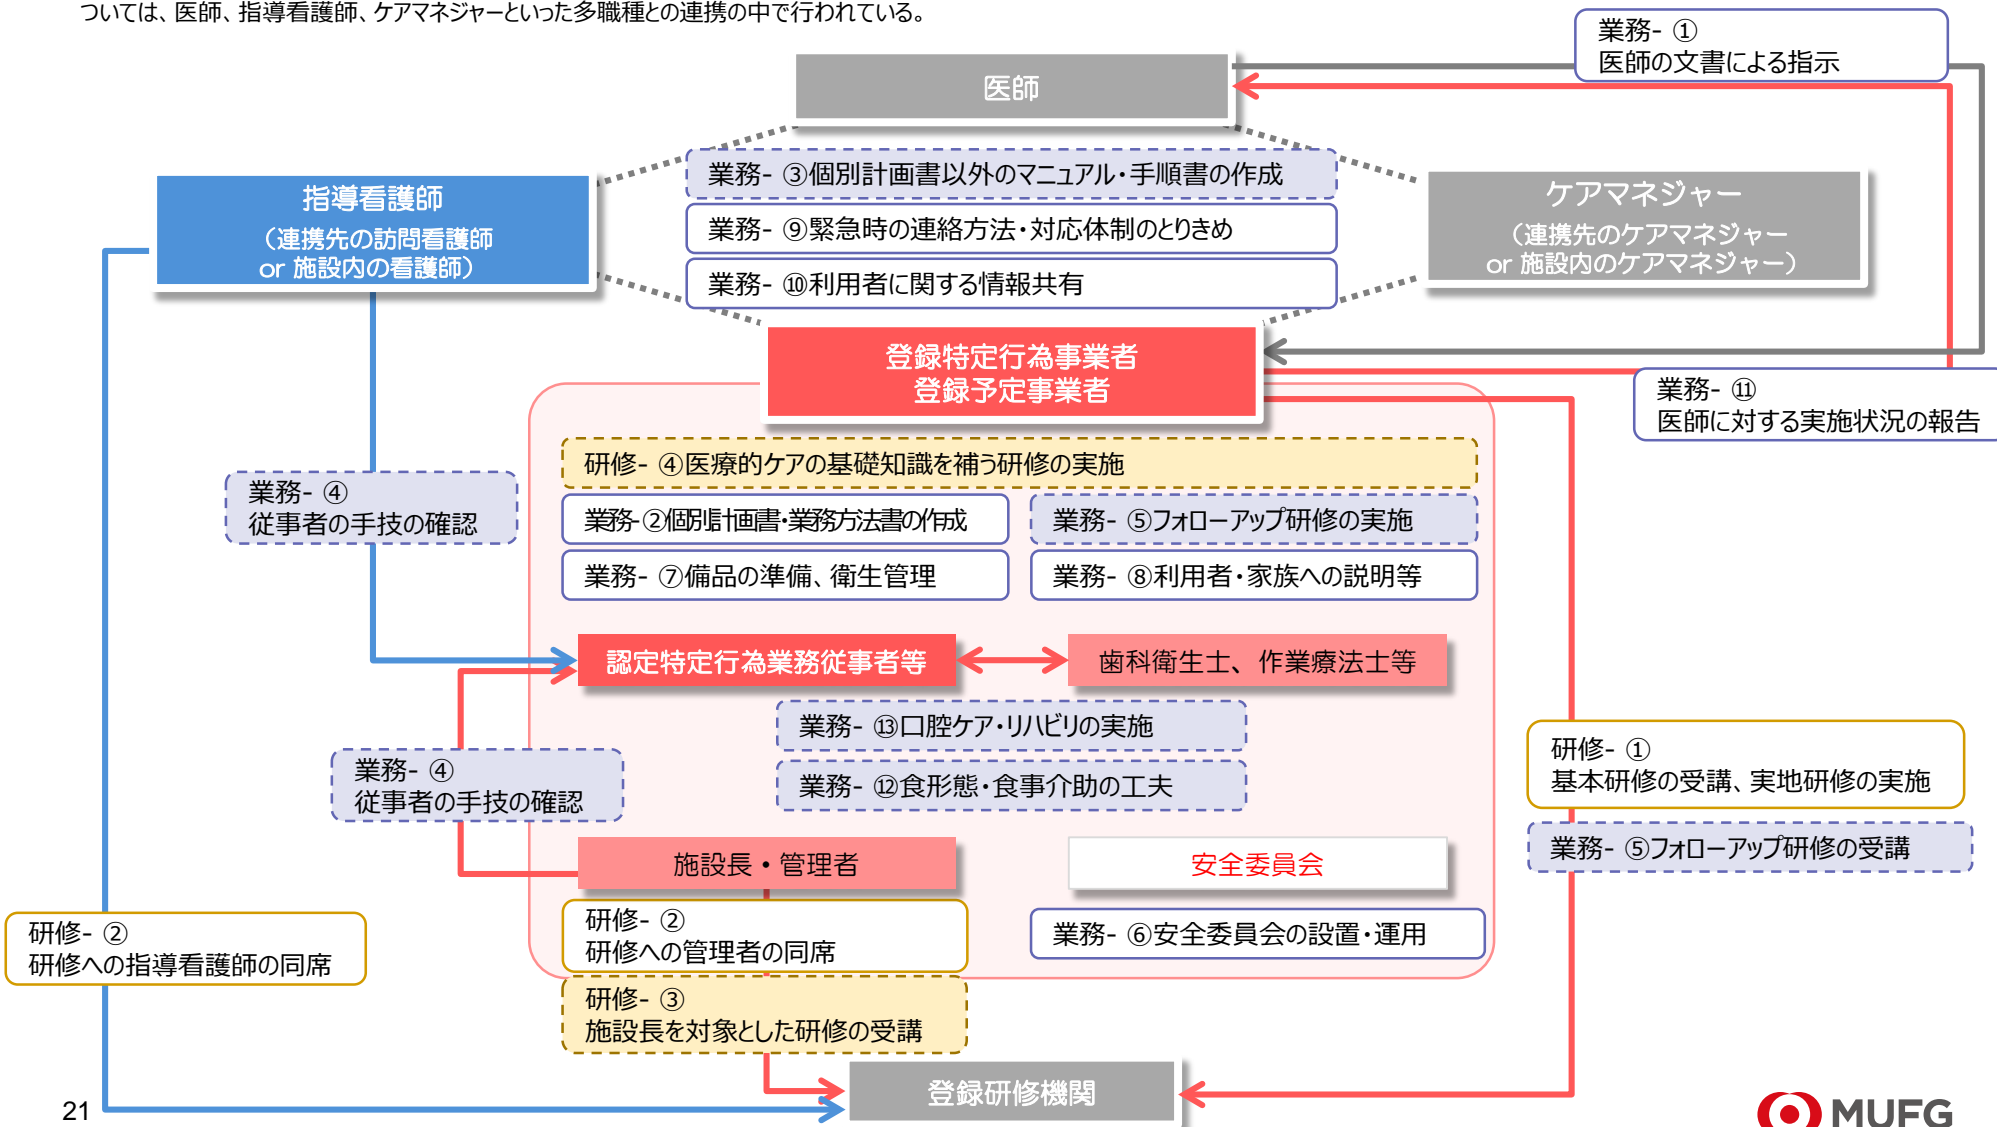 ついては、医師、指導看護師、ケアマネジャーといった多職種との連携の中で行われている。
業務- ①
医師の文書による指示
医師
業務- ③個別計画書以外のマニュアル・手順書の作成
指導看護師
（連携先の訪問看護師
or 施設内の看護師）
ケアマネジャー
（連携先のケアマネジャー
or 施設内のケアマネジャー）
業務- ⑨緊急時の連絡方法・対応体制のとりきめ
業務- ⑩利用者に関する情報共有
登録特定行為事業者
登録予定事業者
業務- ⑪
医師に対する実施状況の報告
研修- ④医療的ケアの基礎知識を補う研修の実施
業務- ④
従事者の手技の確認
業務-②個別計画書・業務方法書の作成
業務- ⑤フォローアップ研修の実施
業務- ⑦備品の準備、衛生管理
業務- ⑧利用者・家族への説明等
認定特定行為業務従事者等
歯科衛生士、作業療法士等
業務- ⑬口腔ケア・リハビリの実施
業務- ⑫食形態・食事介助の工夫
業務- ④
従事者の手技の確認
研修- ①
基本研修の受講、実地研修の実施
業務- ⑤フォローアップ研修の受講
施設長・管理者
安全委員会
研修- ②
研修への指導看護師の同席
研修- ②
研修への管理者の同席
業務- ⑥安全委員会の設置・運用
研修- ③
施設長を対象とした研修の受講
登録研修機関
21
MUFG